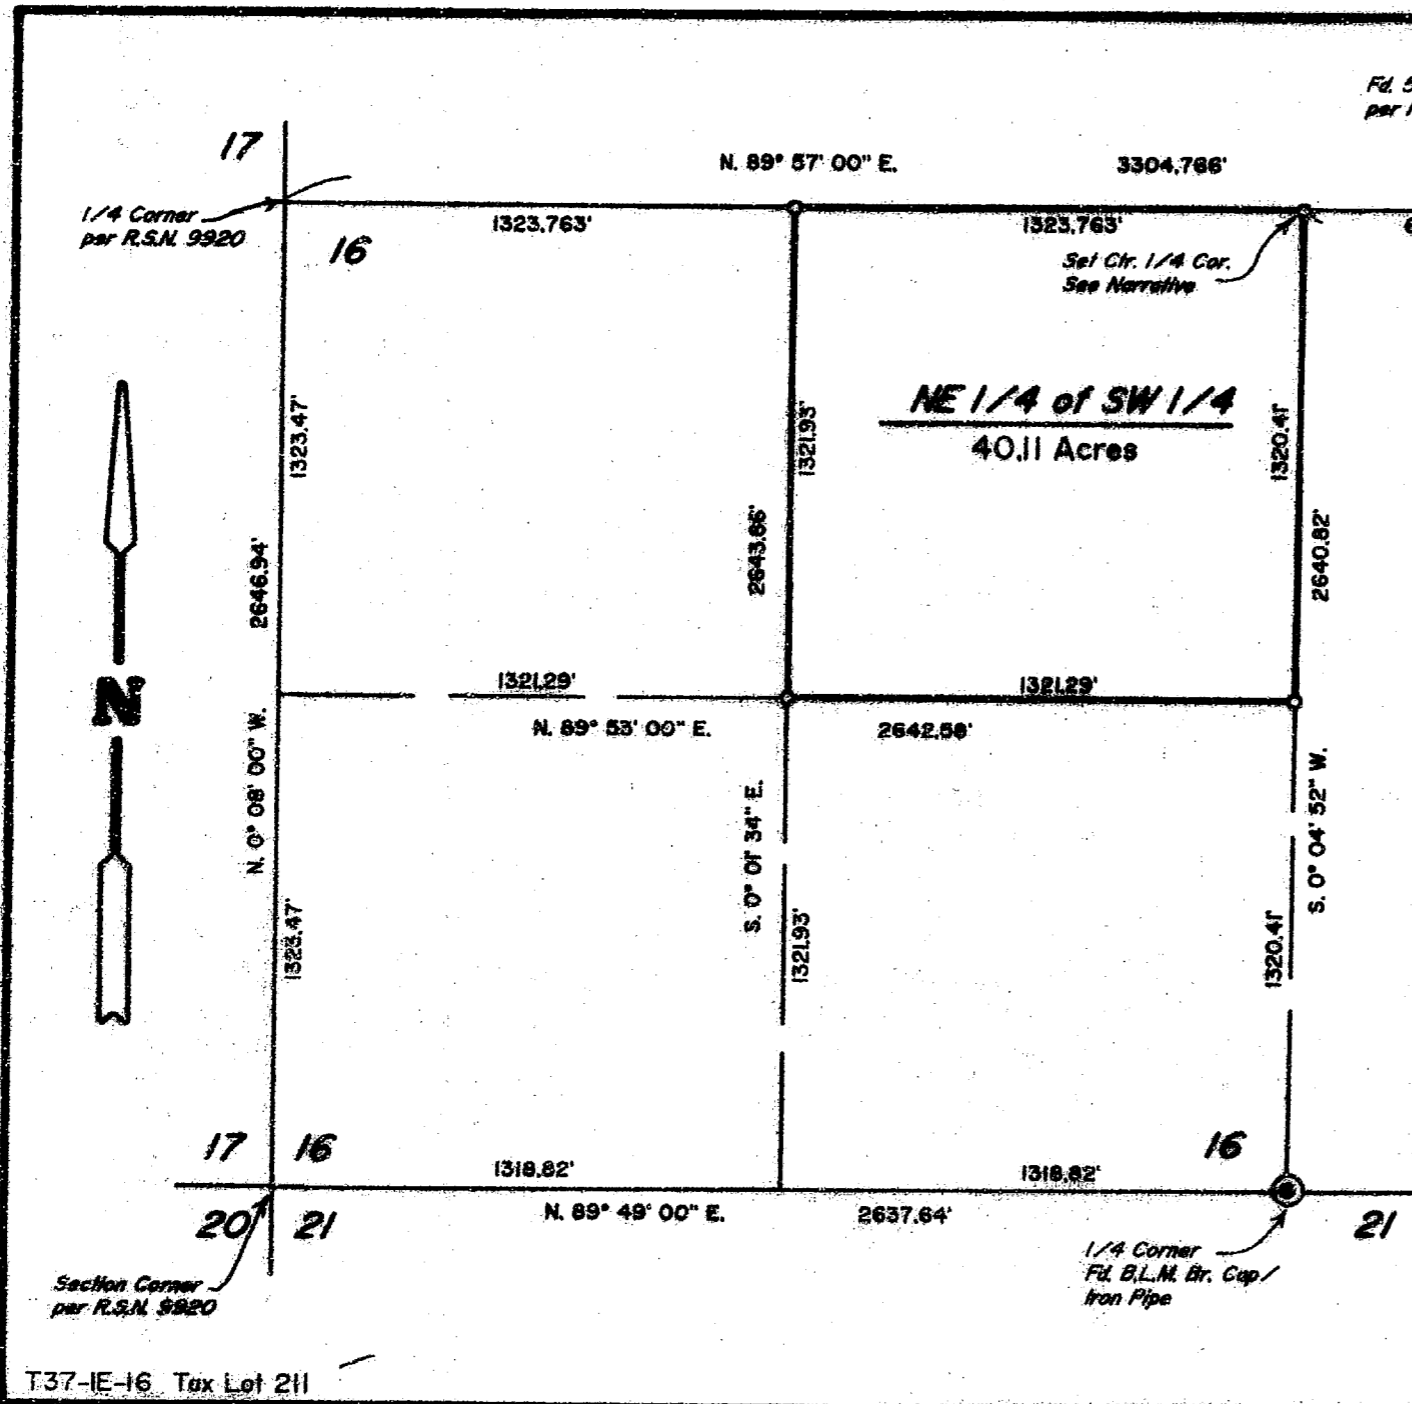 Fd. 5
per
17
N. 89° 57' 00" E.
3304.766'
1/4 Corner
per R.S.N. 9920
1323.763'
1323.763'
16
Set Ctr. 1/4 Cor.
See Narrative
NE 1/4 of SW 1/4
40.11 Acres
1323.47'
1321.93'
1320.41'
2646.94'
2643.86'
2640.82'
N
1321.29'
1321.29'
N. 89° 53' 00" E.
2642.58'
N. 0° 08' 00" W.
S. 0° 01' 34" E.
S. 0° 04' 52" W.
1323.47'
1321.93'
1320.41'
17
16
16
1318.82'
1318.82'
N. 89° 49' 00" E.
2637.64'
20
21
21
Section Corner
per R.S.N. 9920
1/4 Corner
Fd. B.L.M. Br. Cap/
Iron Pipe
T37-1E-16 Tax Lot 211